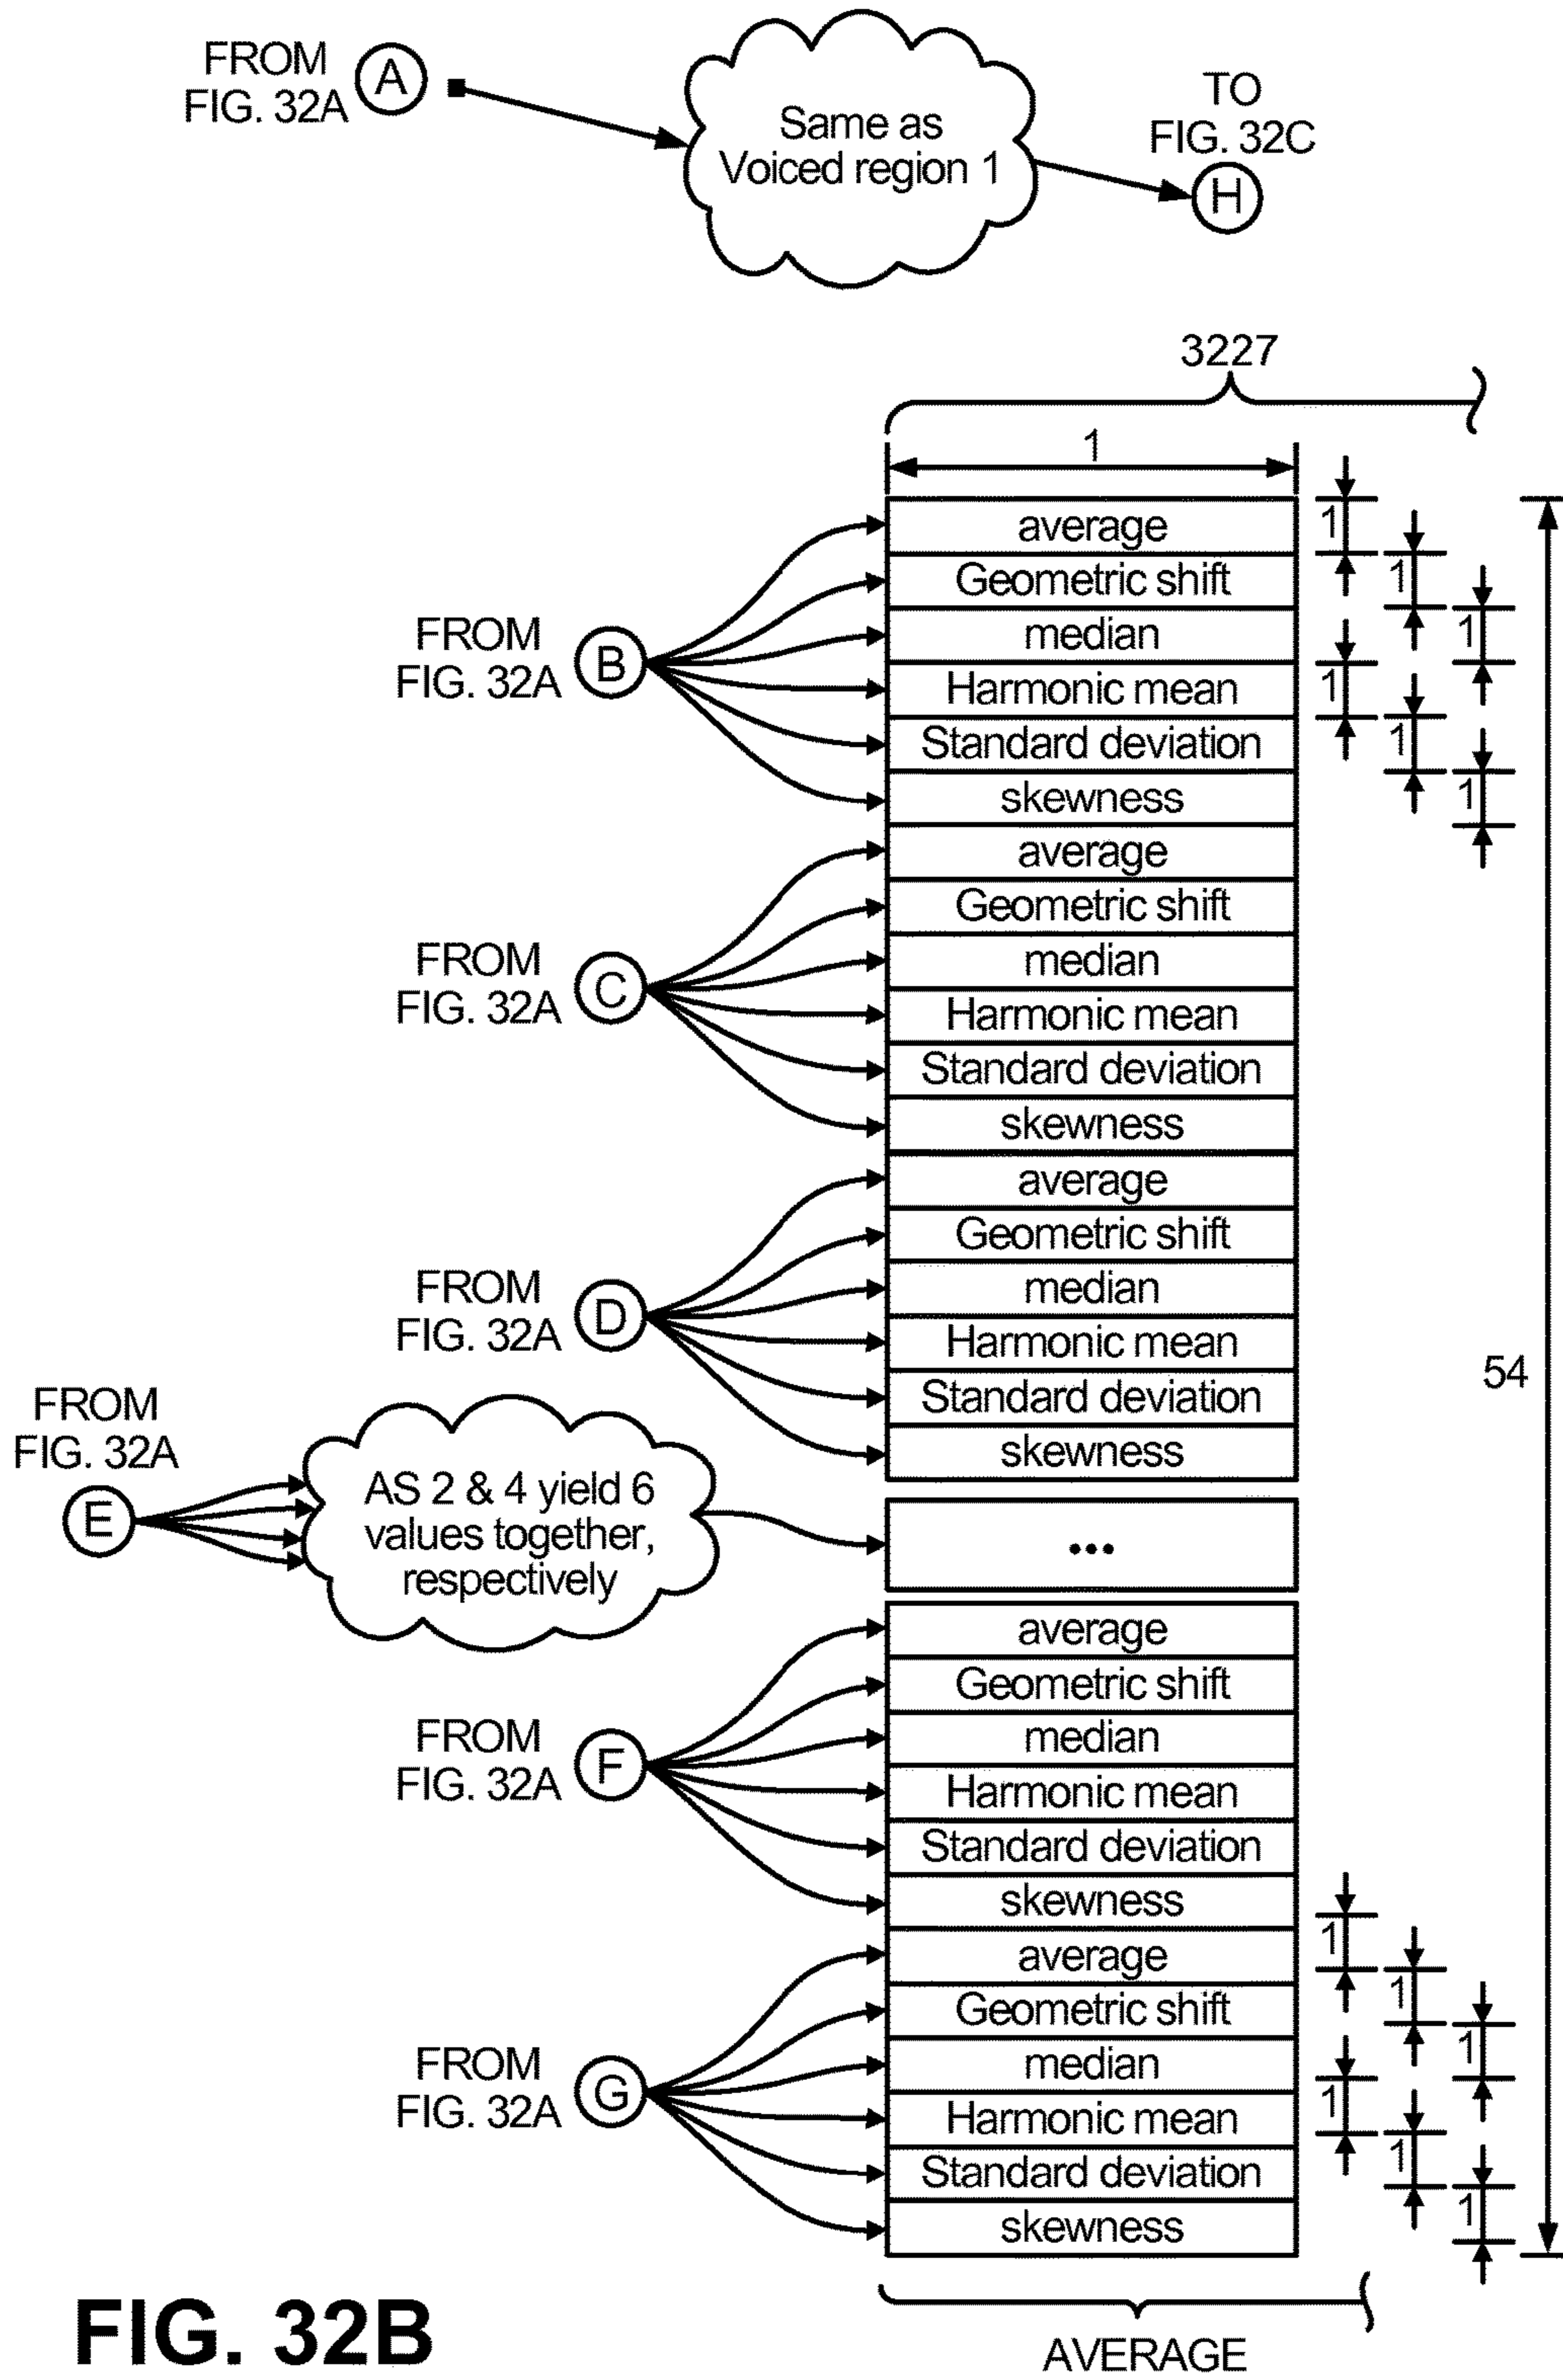 FROM
FIG. 32A
A
Same as
Voiced region 1
TO
FIG. 32C
H
3227
1
average
Geometric shift
median
Harmonic mean
Standard deviation
skewness
1
1
1
1
1
1
FROM
FIG. 32A
B
average
Geometric shift
median
Harmonic mean
Standard deviation
skewness
FROM
FIG. 32A
C
average
Geometric shift
median
Harmonic mean
Standard deviation
skewness
FROM
FIG. 32A
D
54
FROM
FIG. 32A
E
AS 2 & 4 yield 6
values together,
respectively
...
average
Geometric shift
median
Harmonic mean
Standard deviation
skewness
FROM
FIG. 32A
F
average
Geometric shift
median
Harmonic mean
Standard deviation
skewness
1
1
1
1
1
1
FROM
FIG. 32A
G
FIG. 32B
AVERAGE